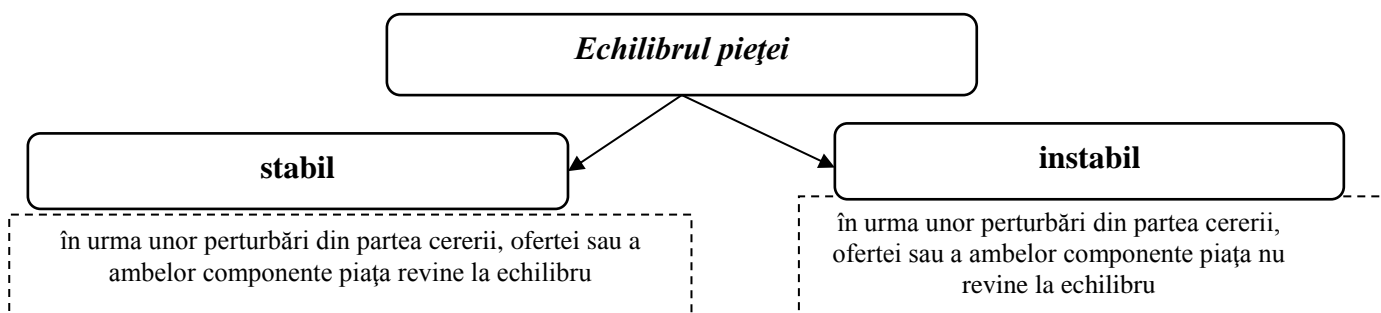 Echilibrul pieţei
stabil
instabil
în urma unor perturbări din partea cererii, ofertei sau a
ambelor componente piaţa revine la echilibru
în urma unor perturbări din partea cererii,
ofertei sau a ambelor componente piaţa nu
revine la echilibru